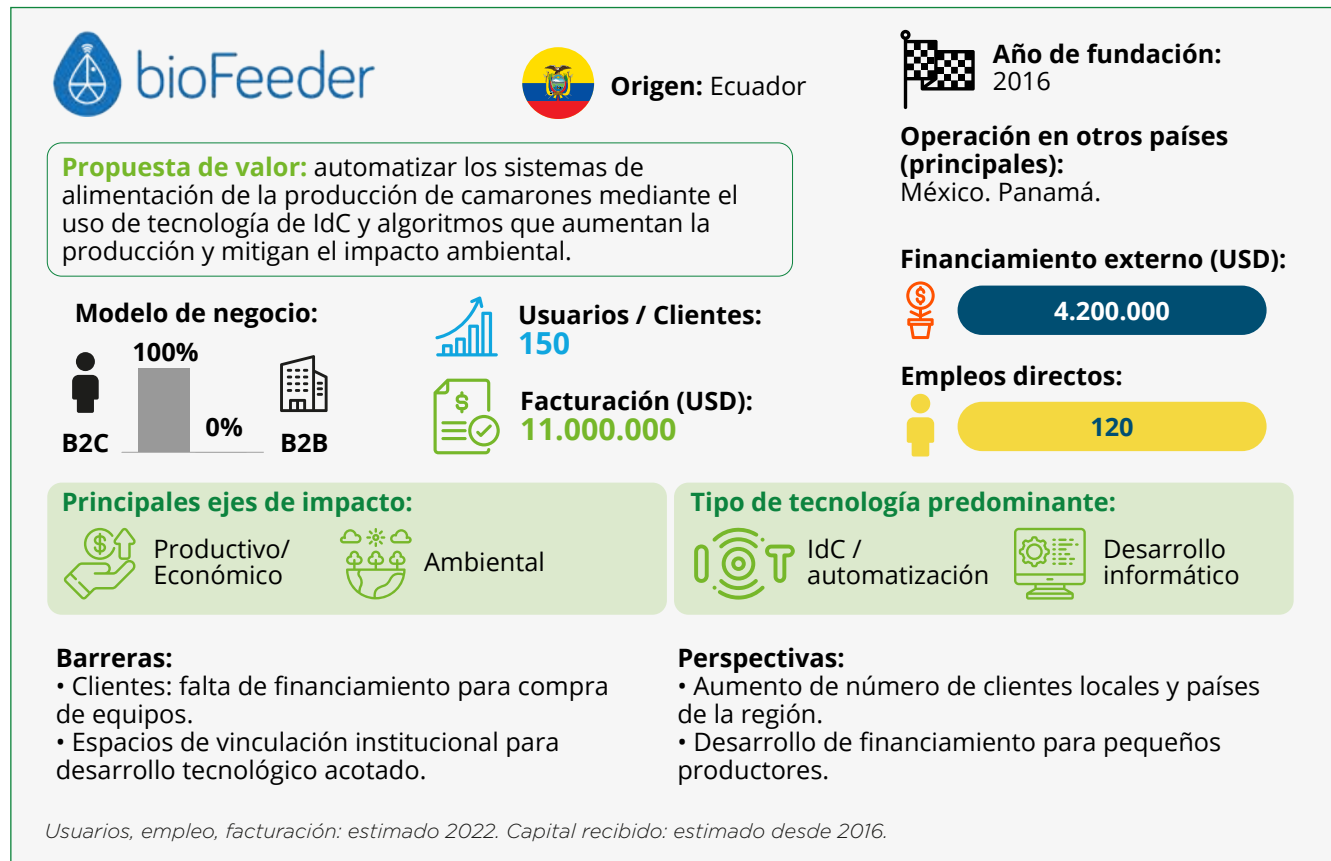 bioFeeder
Origen: Ecuador
Año de fundación:
2016
Operación en otros países
(principales):
México. Panamá.
Propuesta de valor: automatizar los sistemas de
alimentación de la producción de camarones mediante el
uso de tecnología de IdC y algoritmos que aumentan la
producción y mitigan el impacto ambiental.
Financiamiento externo (USD):
4.200.000
Modelo de negocio:
100%
0%
B2C
B2B
Usuarios / Clientes:
150
Facturación (USD):
11.000.000
Empleos directos:
120
Principales ejes de impacto:
Productivo/
Económico
Ambiental
Tipo de tecnología predominante:
IOT
IdC /
automatización
Desarrollo
informático
Barreras:
• Clientes: falta de financiamiento para compra
de equipos.
• Espacios de vinculación institucional para
desarrollo tecnológico acotado.
Perspectivas:
• Aumento de número de clientes locales y países
de la región.
• Desarrollo de financiamiento para pequeños
productores.
Usuarios, empleo, facturación: estimado 2022. Capital recibido: estimado desde 2016.